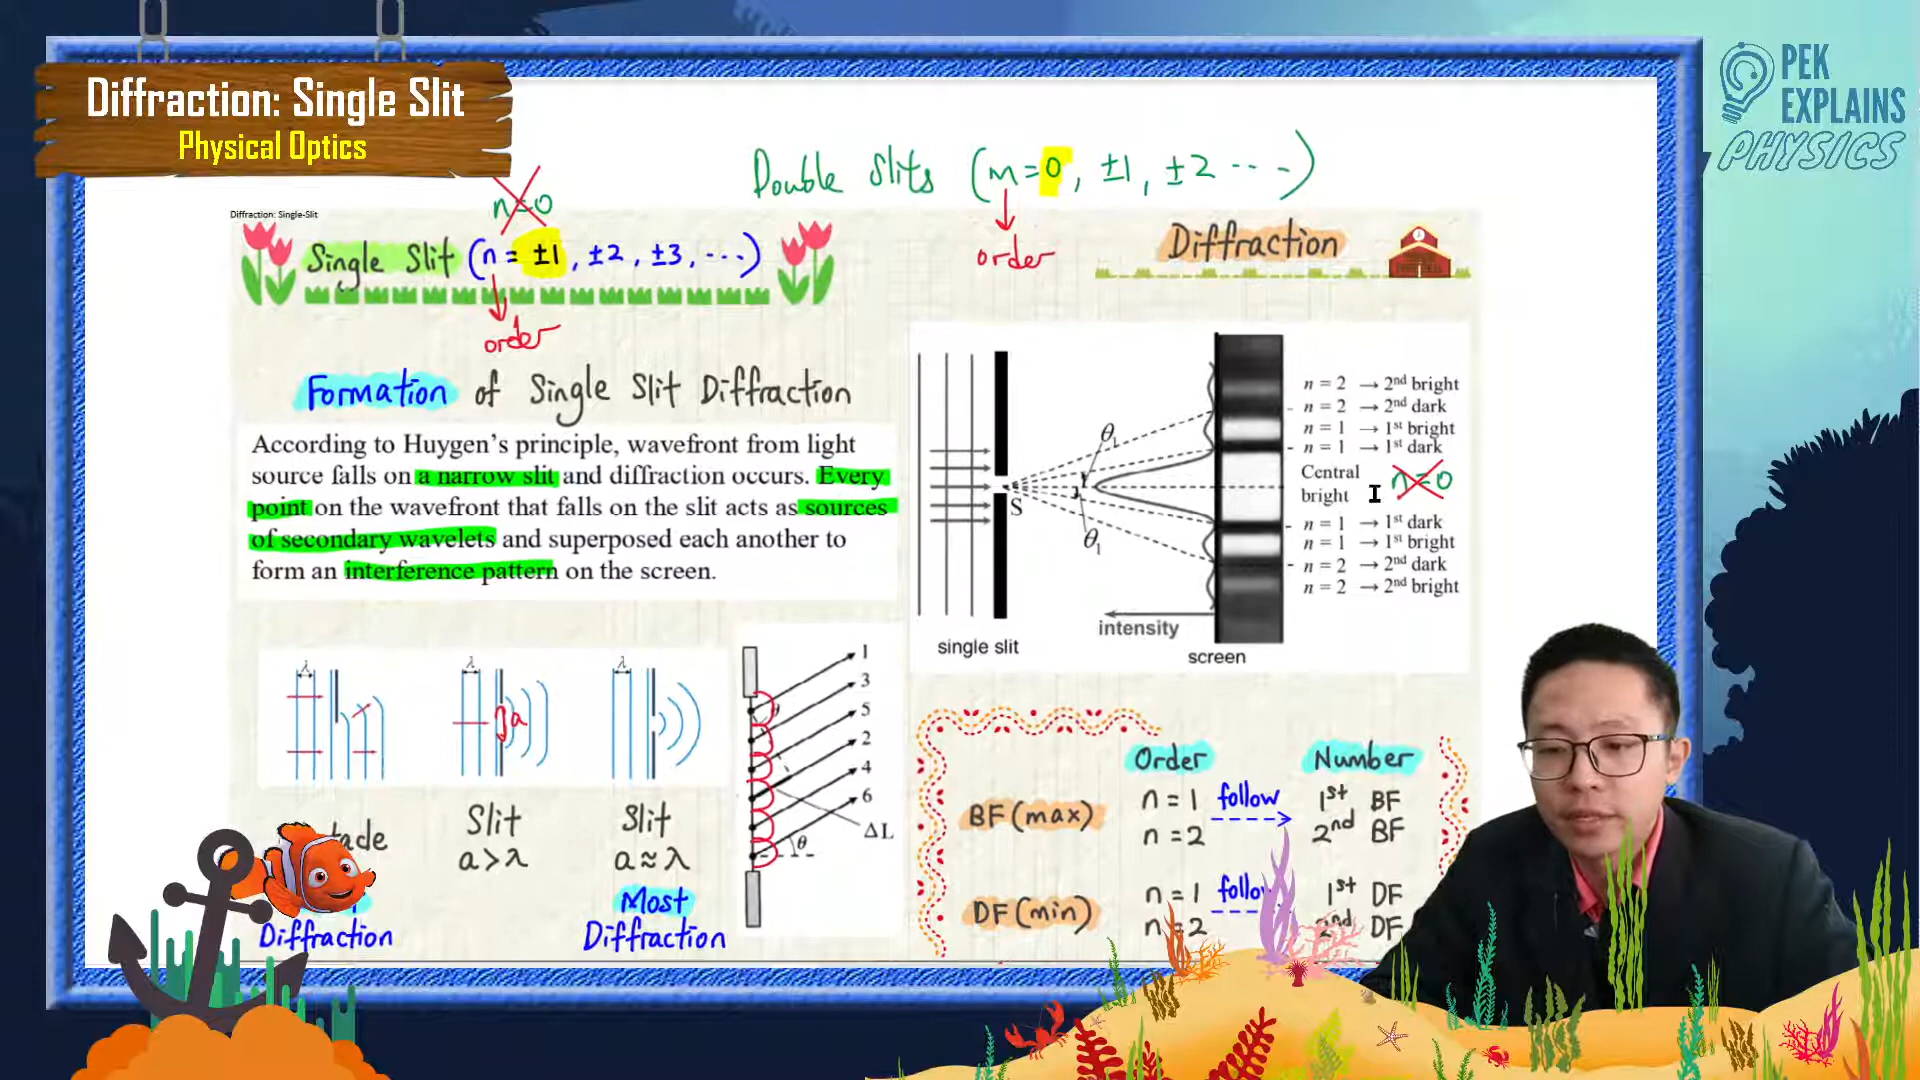 Diffraction: Single Slit
Physical Optics
PEK
EXPLAINS
PHYSICS
Double Slits (m = 0, ±1, ±2 ... )
order
n=0
Diffraction: Single-Slit
Single Slit (n = ±1, ±2, ±3, ...)
order
Diffraction
Formation of Single Slit Diffraction
According to Huygen's principle, wavefront from light
source falls on a narrow slit and diffraction occurs. Every
point on the wavefront that falls on the slit acts as sources
of secondary wavelets and superposed each another to
form an interference pattern on the screen.
θ1
S
θ1
intensity
single slit
screen
n = 2 → 2nd bright
n = 2 → 2nd dark
n = 1 → 1st bright
n = 1 → 1st dark
Central
bright
n=0
n = 1 → 1st dark
n = 1 → 1st bright
n = 2 → 2nd dark
n = 2 → 2nd bright
λ
λ
λ
a
Slit
a > λ
Slit
a ≈ λ
Diffraction
Most
Diffraction
1
3
5
2
4
6
ΔL
θ
Order
Number
BF (max)
n = 1 follow 1st BF
n = 2 2nd BF
DF (min)
n = 1 1st DF
n = 2 2nd DF